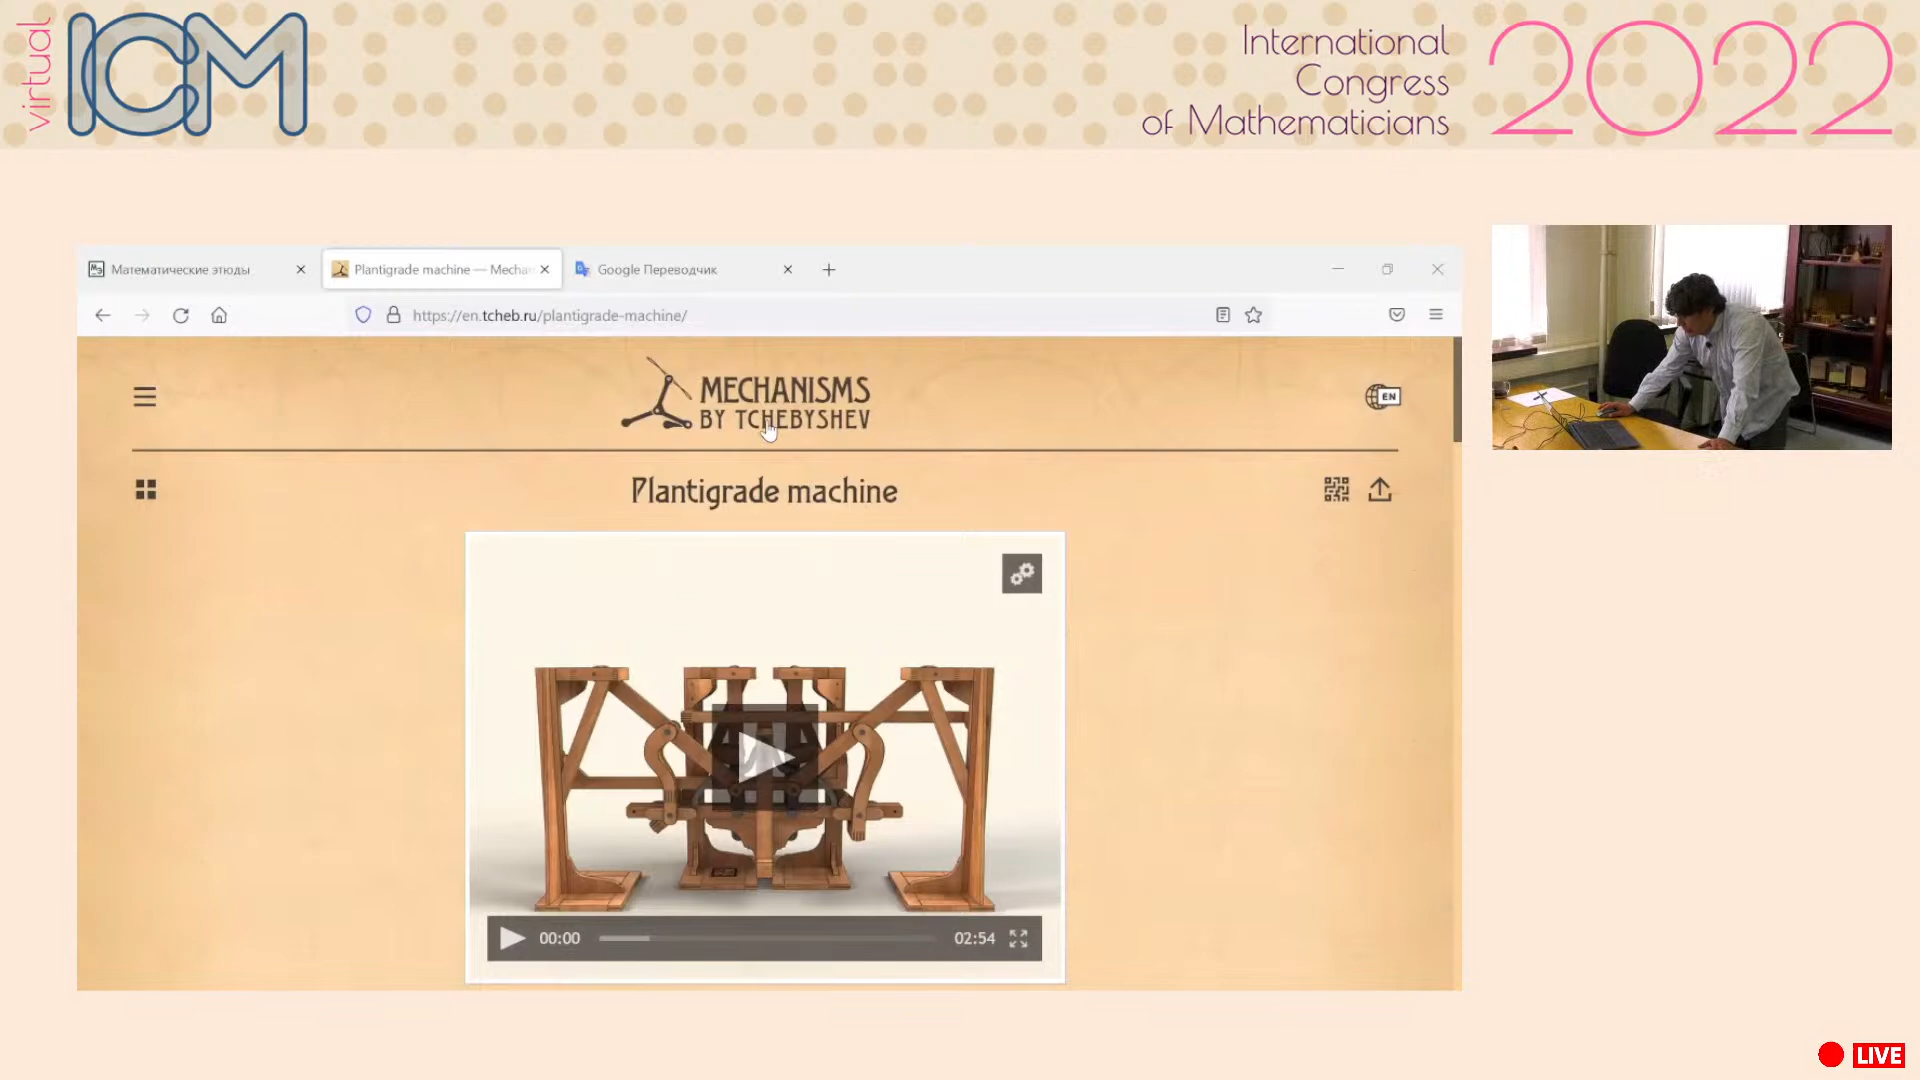 virtual
ICM
International
Congress
of Mathematicians
2022
Математические этюды
Plantigrade machine — Mecha
Google Переводчик
https://en.tcheb.ru/plantigrade-machine/
MECHANISMS
BY TCHEBYSHEV
EN
Plantigrade machine
00:00
02:54
LIVE